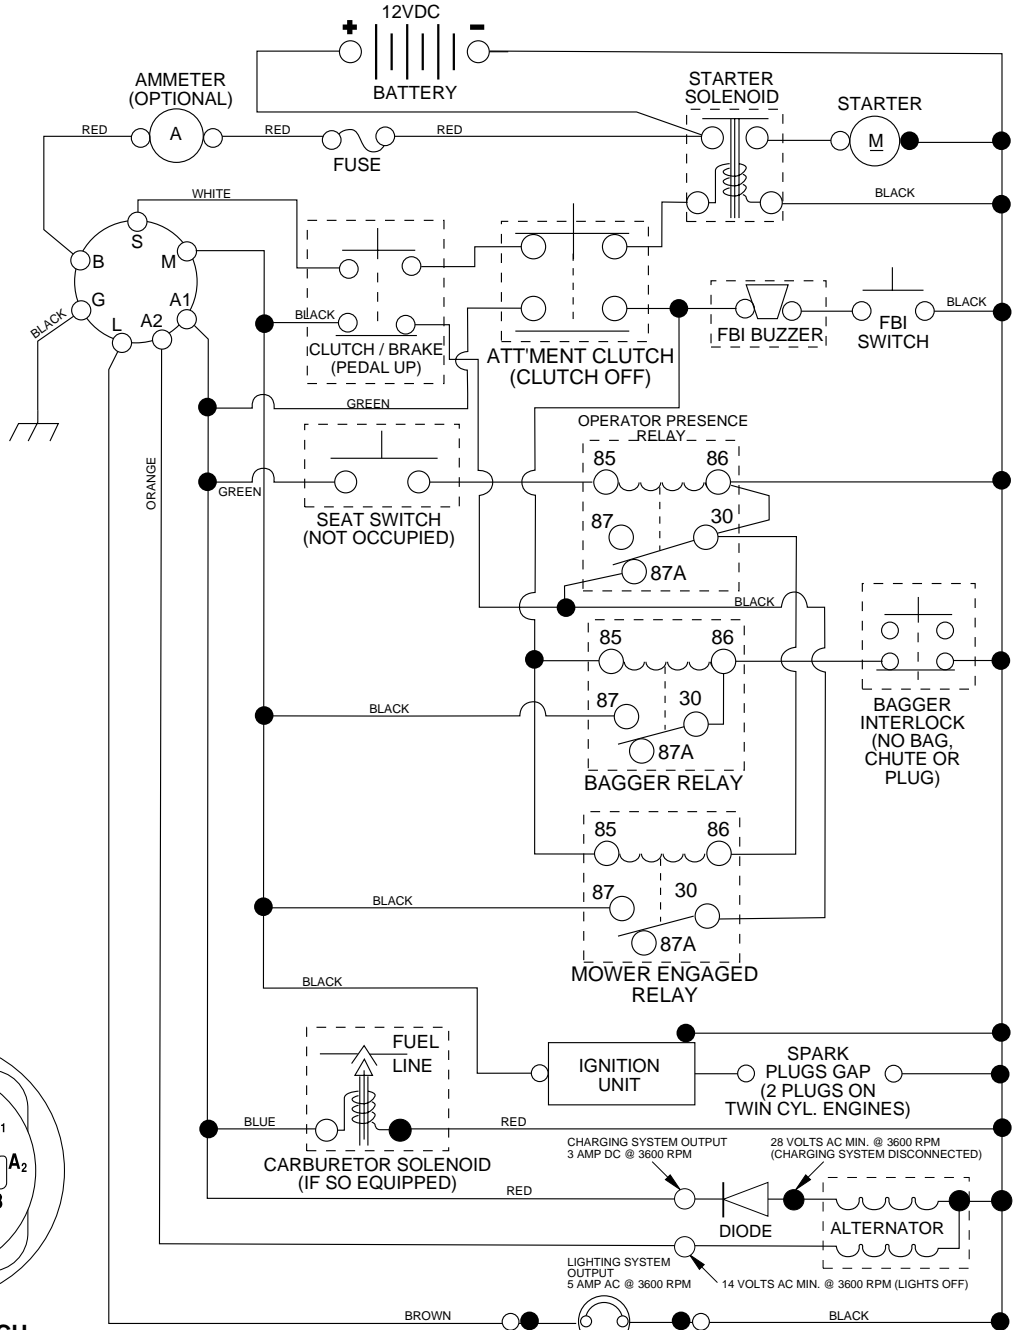 12VDC
+
-
BATTERY
AMMETER
(OPTIONAL)
STARTER
SOLENOID
STARTER
RED
A
RED
FUSE
RED
M
WHITE
BLACK
S
B
M
G
A1
L
A2
BLACK
BLACK
CLUTCH / BRAKE
(PEDAL UP)
ATT'MENT CLUTCH
(CLUTCH OFF)
FBI BUZZER
FBI
SWITCH
BLACK
GREEN
OPERATOR PRESENCE
RELAY
85
86
ORANGE
GREEN
SEAT SWITCH
(NOT OCCUPIED)
87
30
87A
BLACK
85
86
BLACK
87
30
87A
BAGGER RELAY
BAGGER
INTERLOCK
(NO BAG,
CHUTE OR
PLUG)
85
86
BLACK
87
30
87A
MOWER ENGAGED
RELAY
BLACK
FUEL
LINE
IGNITION
UNIT
SPARK
PLUGS GAP
(2 PLUGS ON
TWIN CYL. ENGINES)
BLUE
RED
CARBURETOR SOLENOID
(IF SO EQUIPPED)
CHARGING SYSTEM OUTPUT
3 AMP DC @ 3600 RPM
28 VOLTS AC MIN. @ 3600 RPM
(CHARGING SYSTEM DISCONNECTED)
RED
DIODE
ALTERNATOR
LIGHTING SYSTEM
OUTPUT
5 AMP AC @ 3600 RPM
14 VOLTS AC MIN. @ 3600 RPM (LIGHTS OFF)
BROWN
BLACK
1
A2